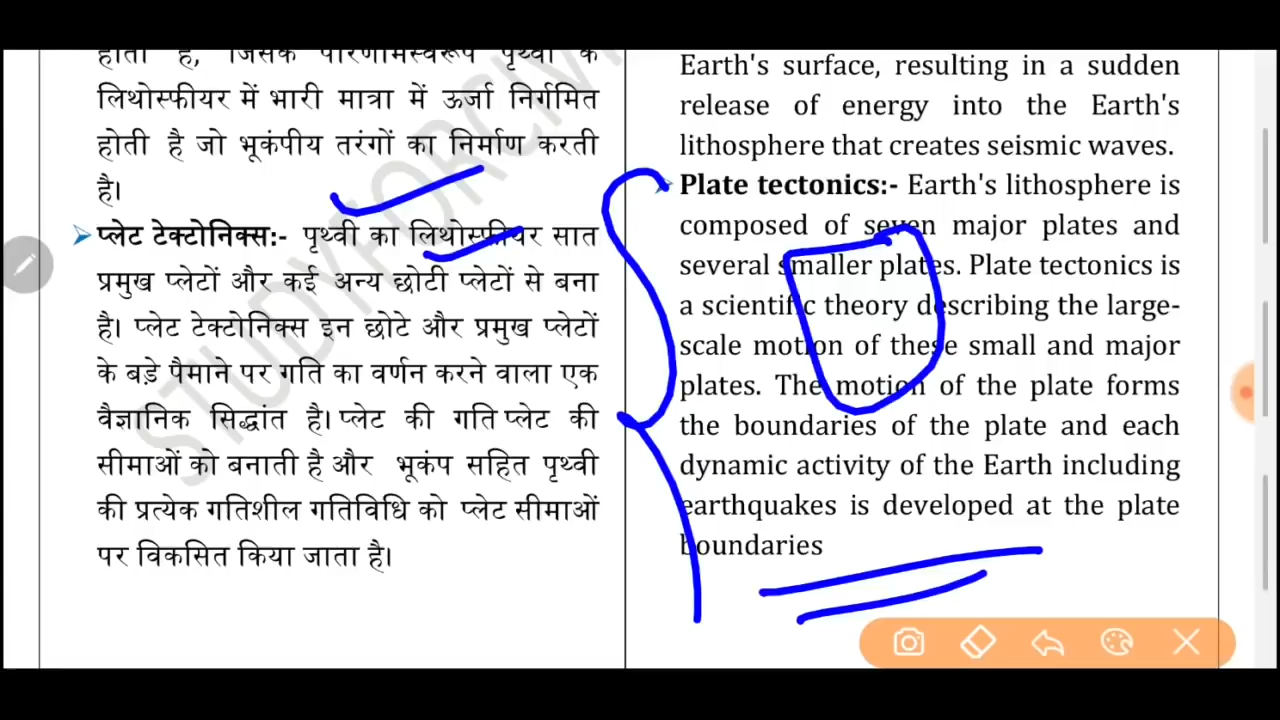 होती है, जिसके परिणामस्वरूप पृथ्वी के
लिथोस्फीयर में भारी मात्रा में ऊर्जा निर्गमित
होती है जो भूकंपीय तरंगों का निर्माण करती
है।
प्लेट टेक्टोनिक्स:- पृथ्वी का लिथोस्फीयर सात
प्रमुख प्लेटों और कई अन्य छोटी प्लेटों से बना
है। प्लेट टेक्टोनिक्स इन छोटे और प्रमुख प्लेटों
के बड़े पैमाने पर गति का वर्णन करने वाला एक
वैज्ञानिक सिद्धांत है। प्लेट की गति प्लेट की
सीमाओं को बनाती है और भूकंप सहित पृथ्वी
की प्रत्येक गतिशील गतिविधि को प्लेट सीमाओं
पर विकसित किया जाता है।
Earth's surface, resulting in a sudden
release of energy into the Earth's
lithosphere that creates seismic waves.
Plate tectonics:- Earth's lithosphere is
composed of seven major plates and
several smaller plates. Plate tectonics is
a scientific theory describing the large-
scale motion of these small and major
plates. The motion of the plate forms
the boundaries of the plate and each
dynamic activity of the Earth including
earthquakes is developed at the plate
boundaries
STUDYFORCIVI